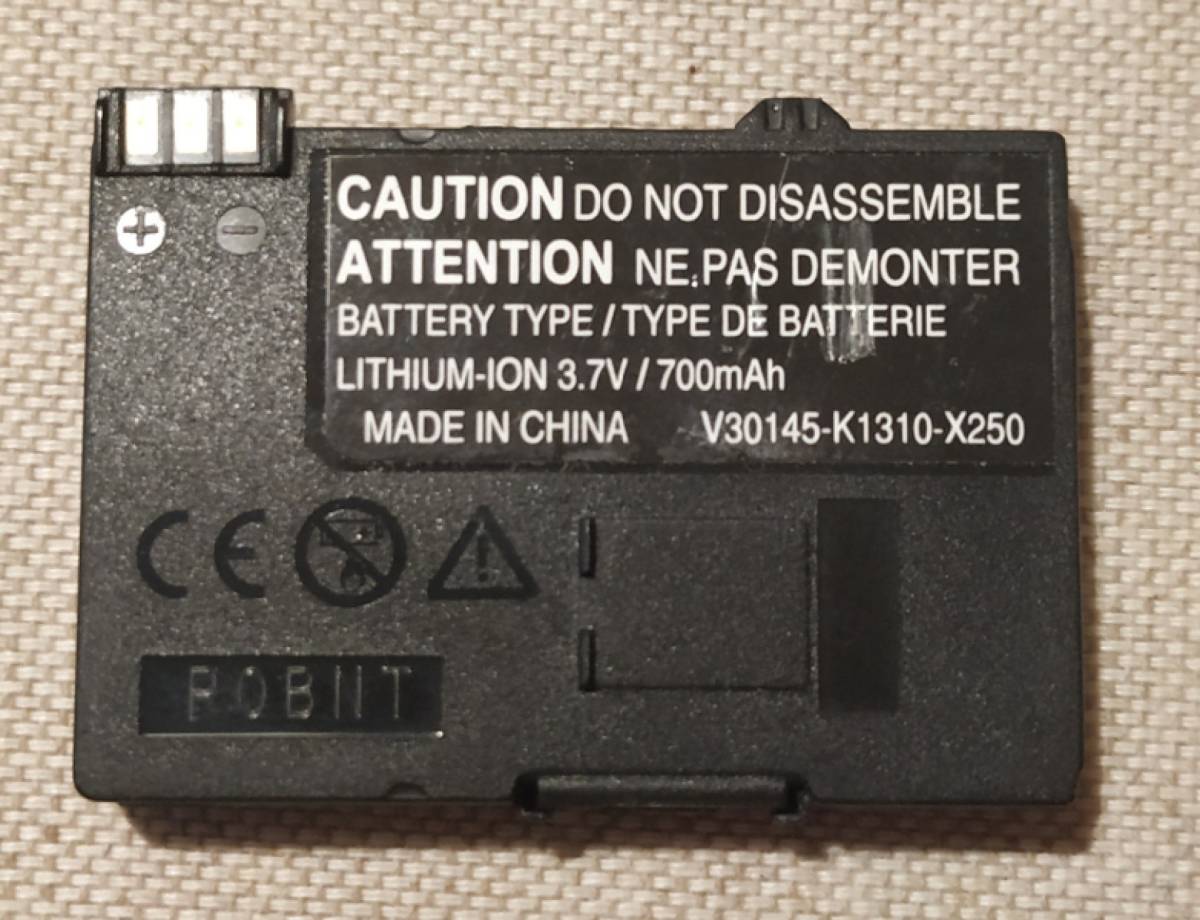 CAUTION DO NOT DISASSEMBLE
ATTENTION NE PAS DEMONTER
BATTERY TYPE / TYPE DE BATTERIE
LITHIUM-ION 3.7V / 700mAh
MADE IN CHINA V30145-K1310-X250
CE